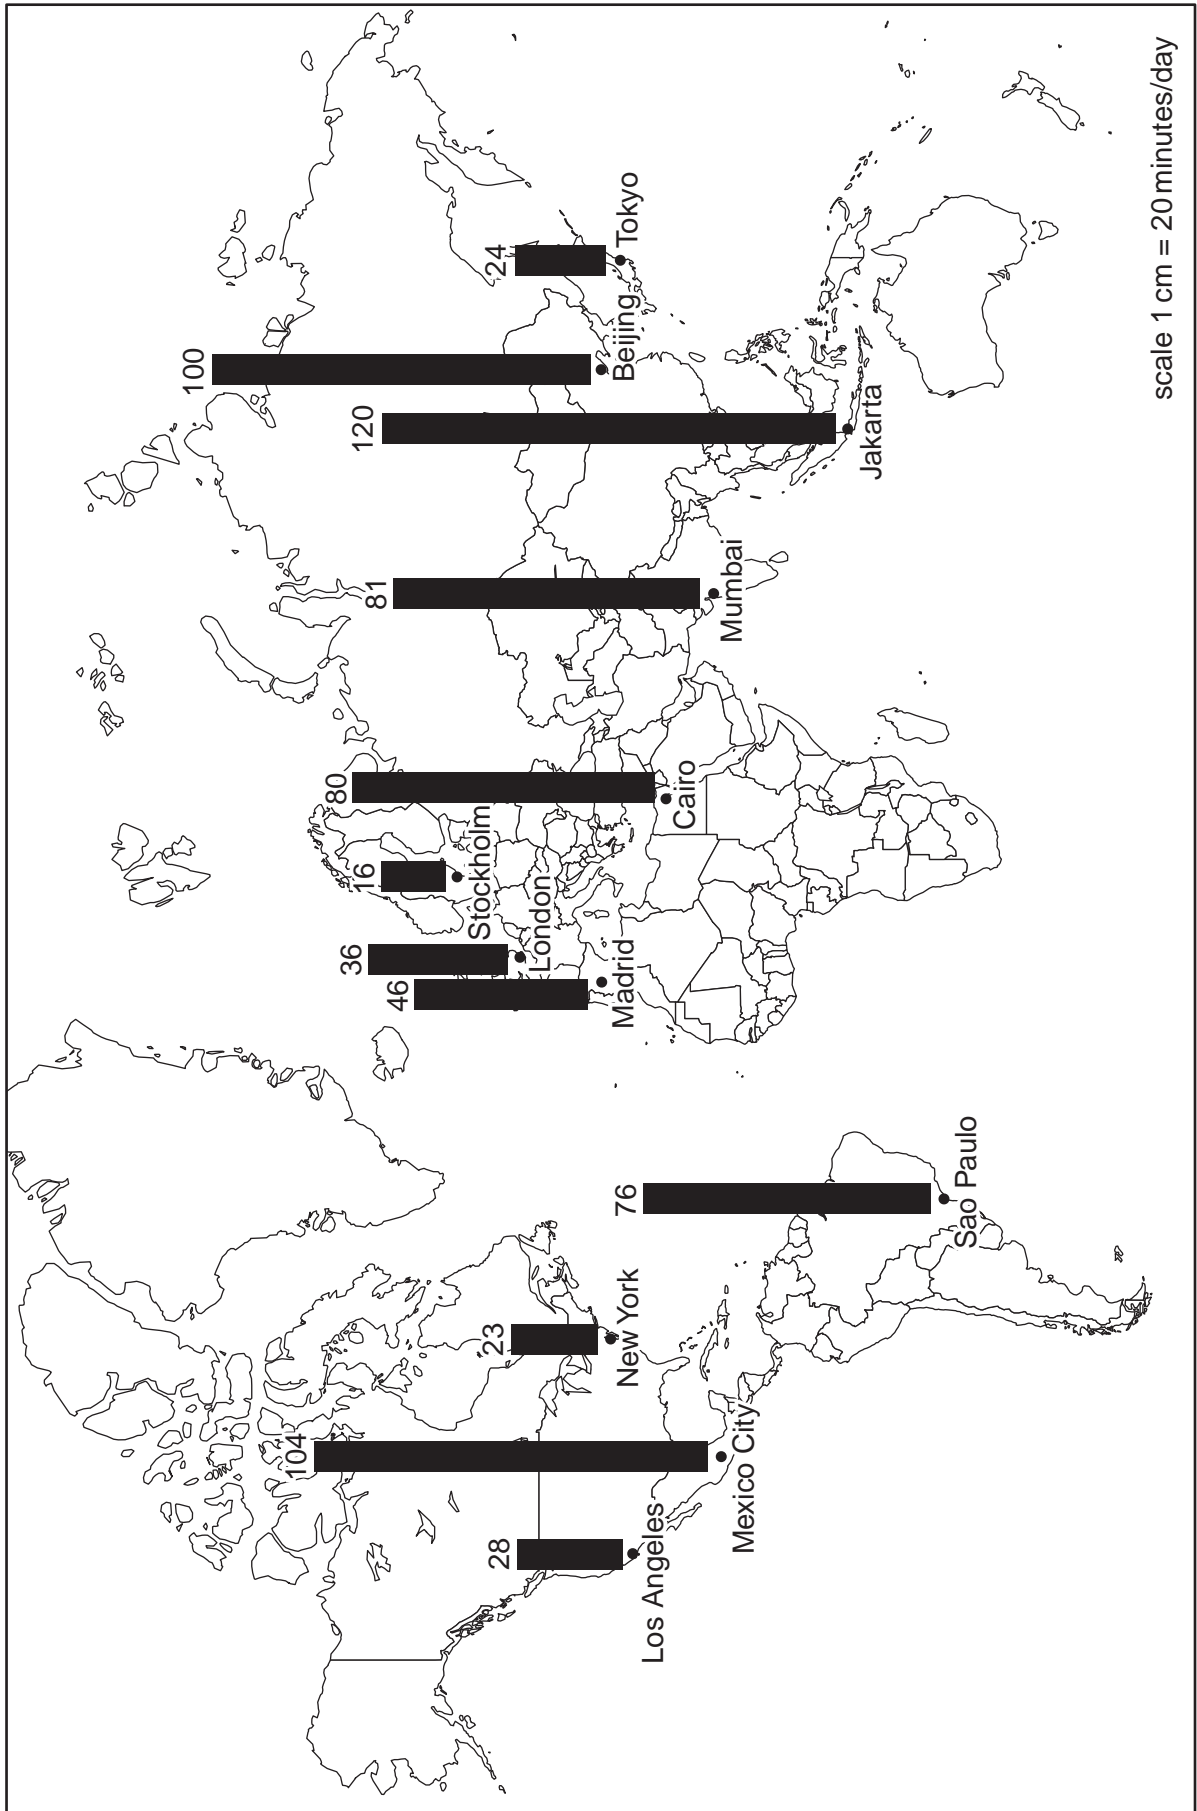 28
Los Angeles
104
Mexico City
23
New York
76
Sao Paulo
46
Madrid
36
London
16
Stockholm
80
Cairo
81
Mumbai
120
Jakarta
100
Beijing
24
Tokyo
scale 1 cm = 20 minutes/day